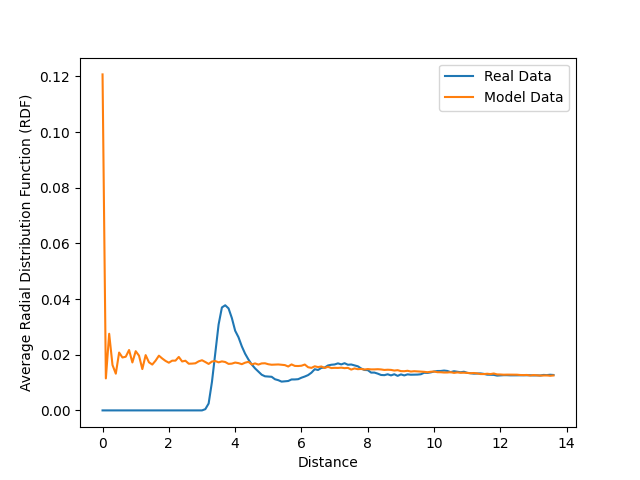 Real Data
Model Data
Average Radial Distribution Function (RDF)
0.12
0.10
0.08
0.06
0.04
0.02
0.00
0 2 4 6 8 10 12 14
Distance